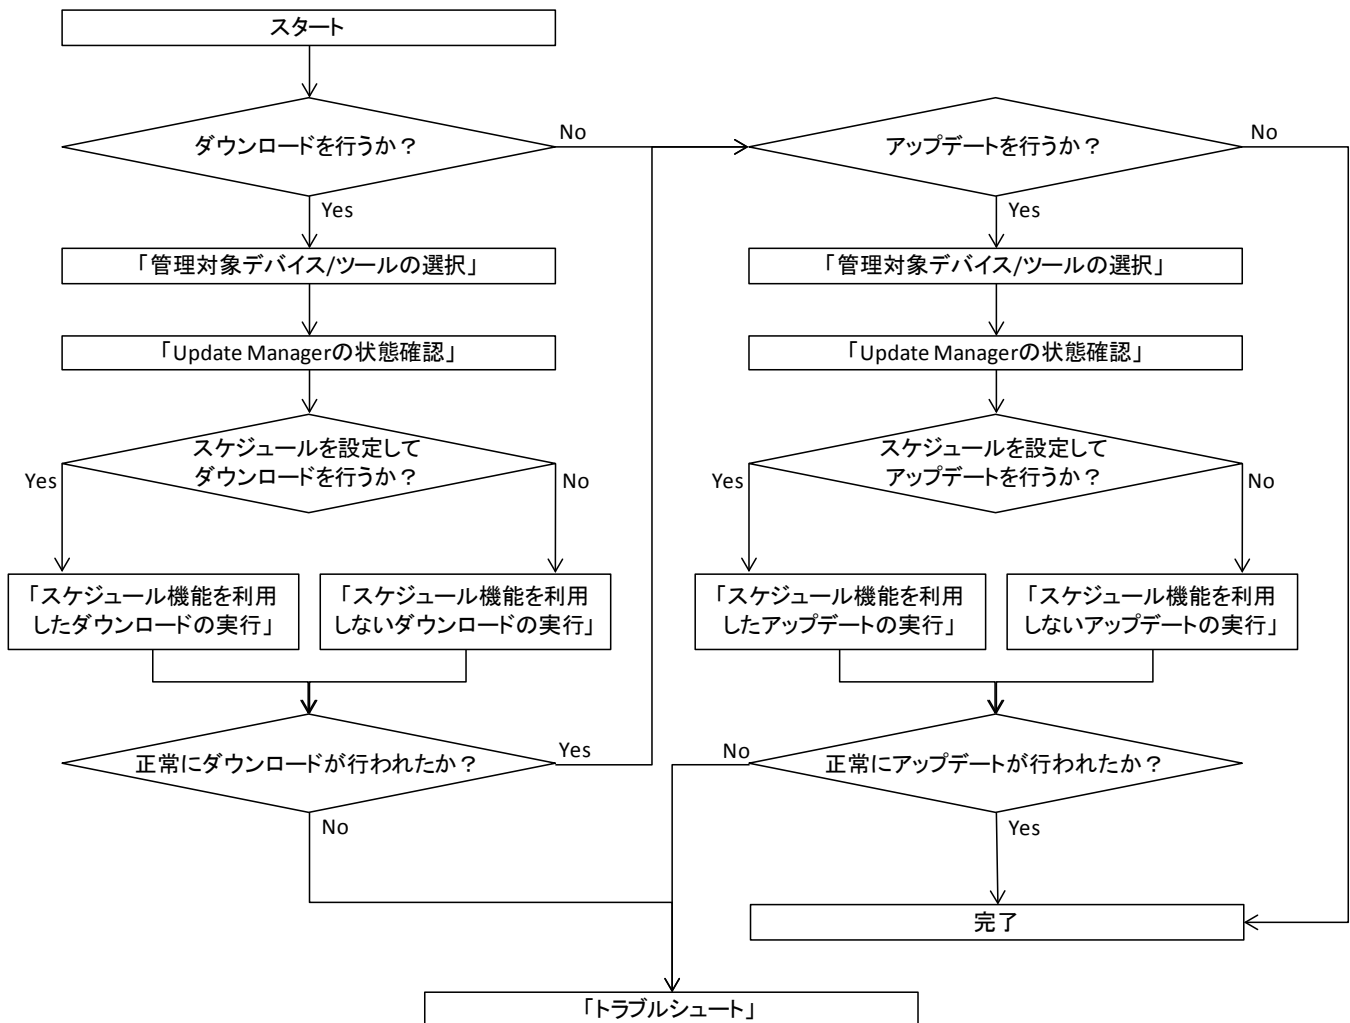 スタート
ダウンロードを行うか？
No
Yes
「管理対象デバイス/ツールの選択」
「Update Managerの状態確認」
スケジュールを設定して
ダウンロードを行うか？
Yes
No
「スケジュール機能を利用
したダウンロードの実行」
「スケジュール機能を利用
しないダウンロードの実行」
正常にダウンロードが行われたか？
Yes
No
アップデートを行うか？
No
Yes
「管理対象デバイス/ツールの選択」
「Update Managerの状態確認」
スケジュールを設定して
アップデートを行うか？
Yes
No
「スケジュール機能を利用
したアップデートの実行」
「スケジュール機能を利用
しないアップデートの実行」
正常にアップデートが行われたか？
No
Yes
完了
「トラブルシュート」